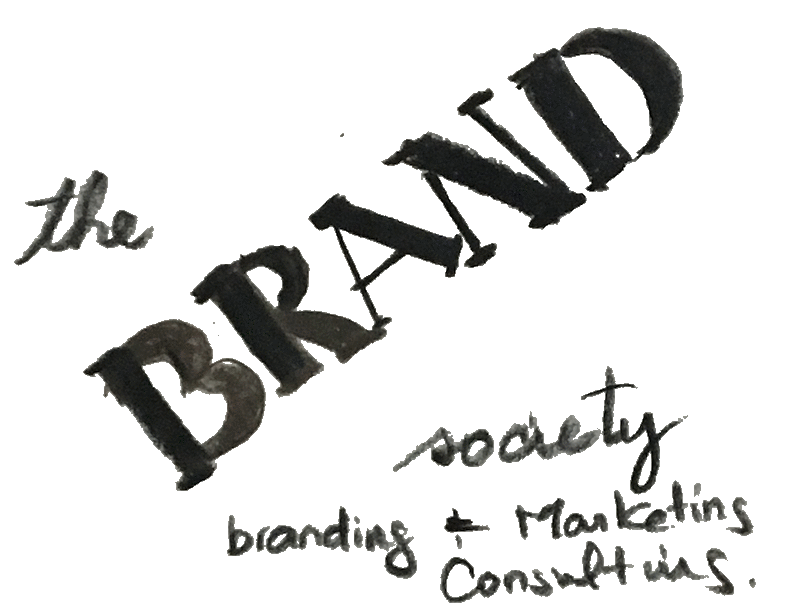 the
BRAND
society
branding & Marketing
Consulting.